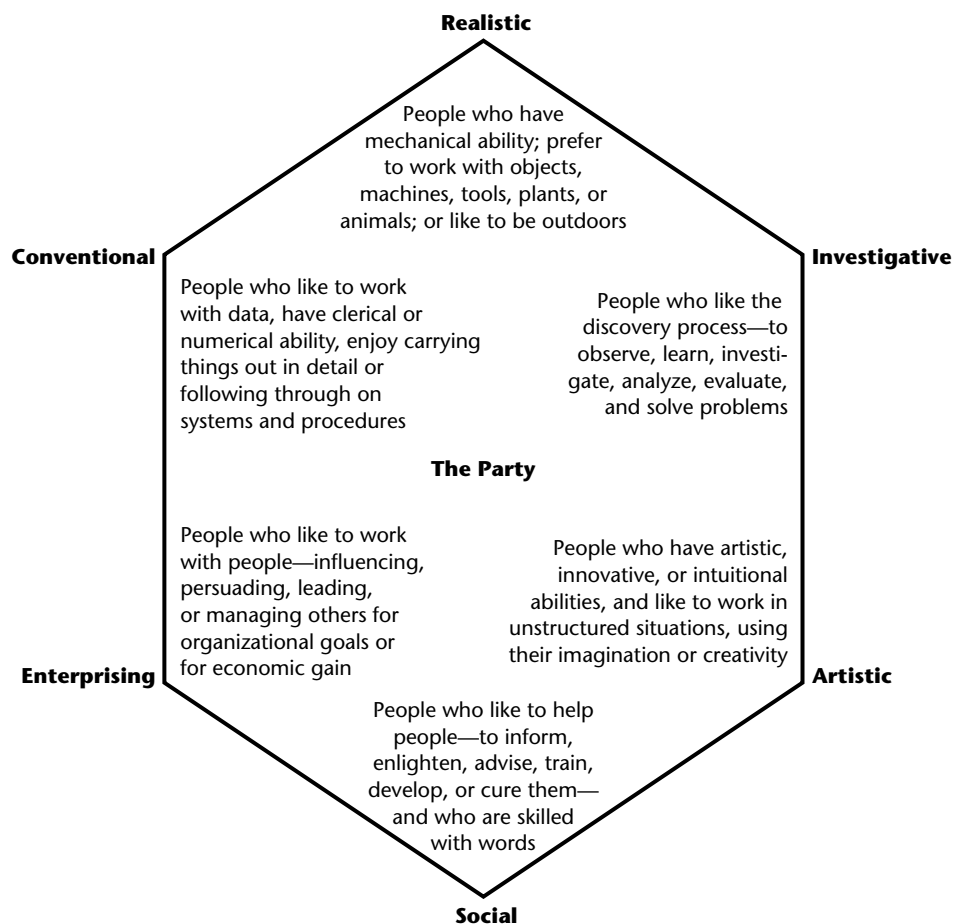 Realistic
People who have
mechanical ability; prefer
to work with objects,
machines, tools, plants, or
animals; or like to be outdoors
Conventional
Investigative
People who like to work
with data, have clerical or
numerical ability, enjoy carrying
things out in detail or
following through on
systems and procedures
People who like the
discovery process—to
observe, learn, investi-
gate, analyze, evaluate,
and solve problems
The Party
People who like to work
with people—influencing,
persuading, leading,
or managing others for
organizational goals or
for economic gain
People who have artistic,
innovative, or intuitional
abilities, and like to work in
unstructured situations, using
their imagination or creativity
Enterprising
Artistic
People who like to help
people—to inform,
enlighten, advise, train,
develop, or cure them—
and who are skilled
with words
Social